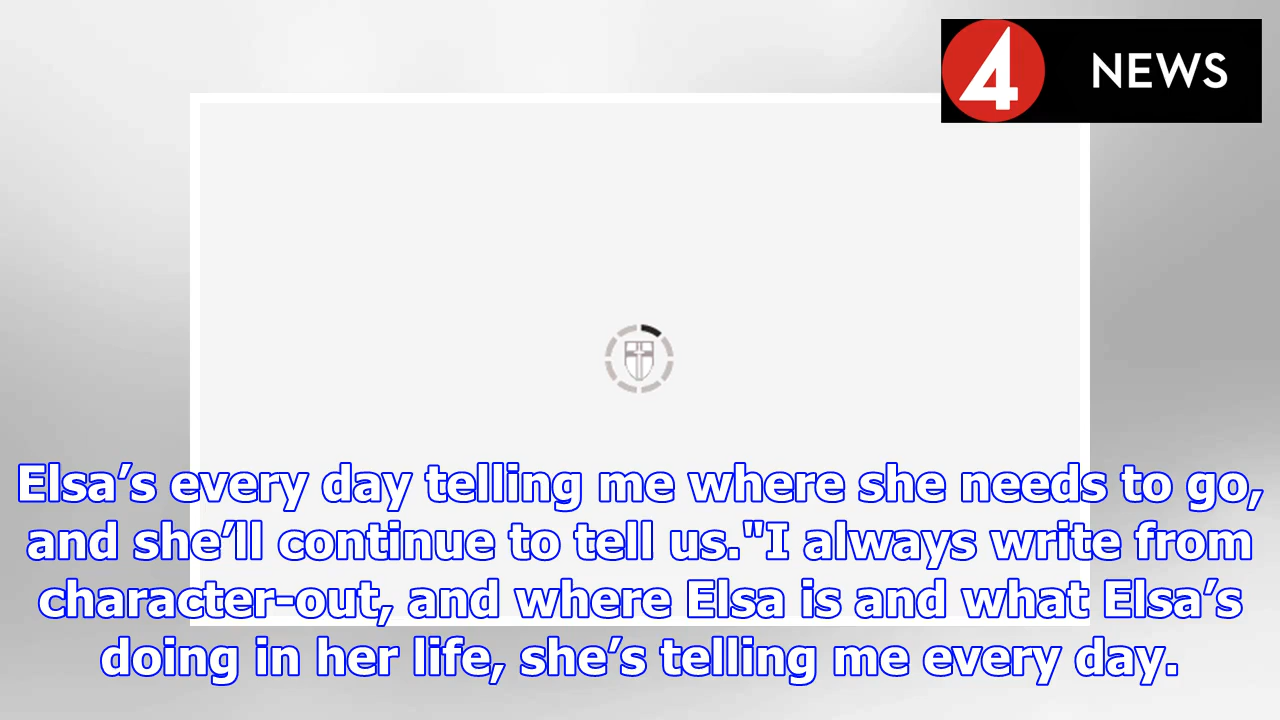 4 NEWS
Elsa’s every day telling me where she needs to go,
and she’ll continue to tell us."I always write from
character-out, and where Elsa is and what Elsa’s
doing in her life, she’s telling me every day.